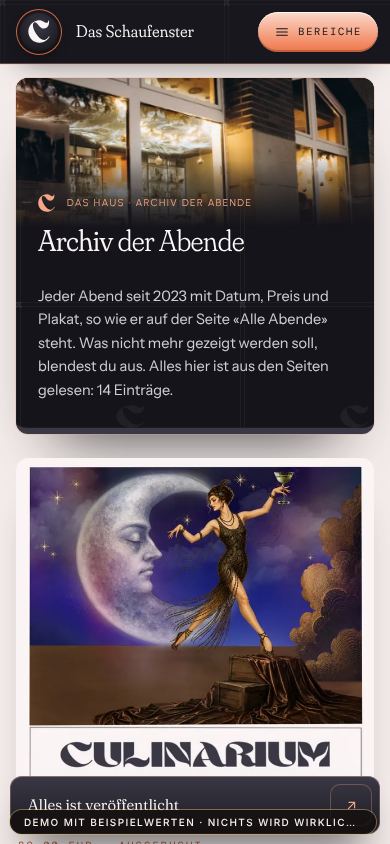 Das Schaufenster
BEREICHE
DAS HAUS · ARCHIV DER ABENDE
Archiv der Abende
Jeder Abend seit 2023 mit Datum, Preis und
Plakat, so wie er auf der Seite «Alle Abende»
steht. Was nicht mehr gezeigt werden soll,
blendest du aus. Alles hier ist aus den Seiten
gelesen: 14 Einträge.
CULINARIUM
Alles ist veröffentlicht
DEMO MIT BEISPIELWERTEN · NICHTS WIRD WIRKLIC…